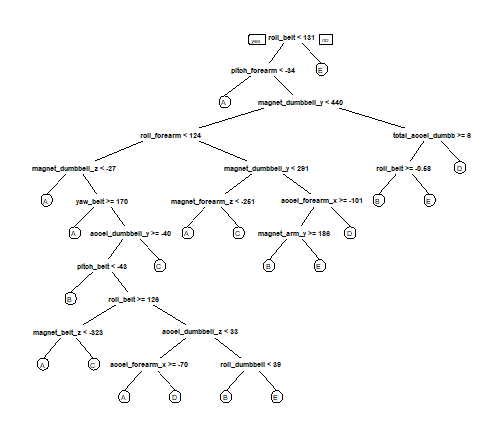 yes roll_belt < 131 no
pitch_forearm < -34 E
A magnet_dumbbell_y < 440
roll_forearm < 124 total_accel_dumbb >= 6
magnet_dumbbell_z < -27 magnet_dumbbell_y < 291 roll_belt >= -0.58 D
A yaw_belt >= 170 magnet_forearm_z < -251 accel_forearm_x >= -101 B E
A accel_dumbbell_y >= -40 A C magnet_arm_y >= 186 D
pitch_belt < -43 C B E
B roll_belt >= 126
magnet_belt_z < -323 accel_dumbbell_z < 33
A C accel_forearm_x >= -70 roll_dumbbell < 39
A D B E